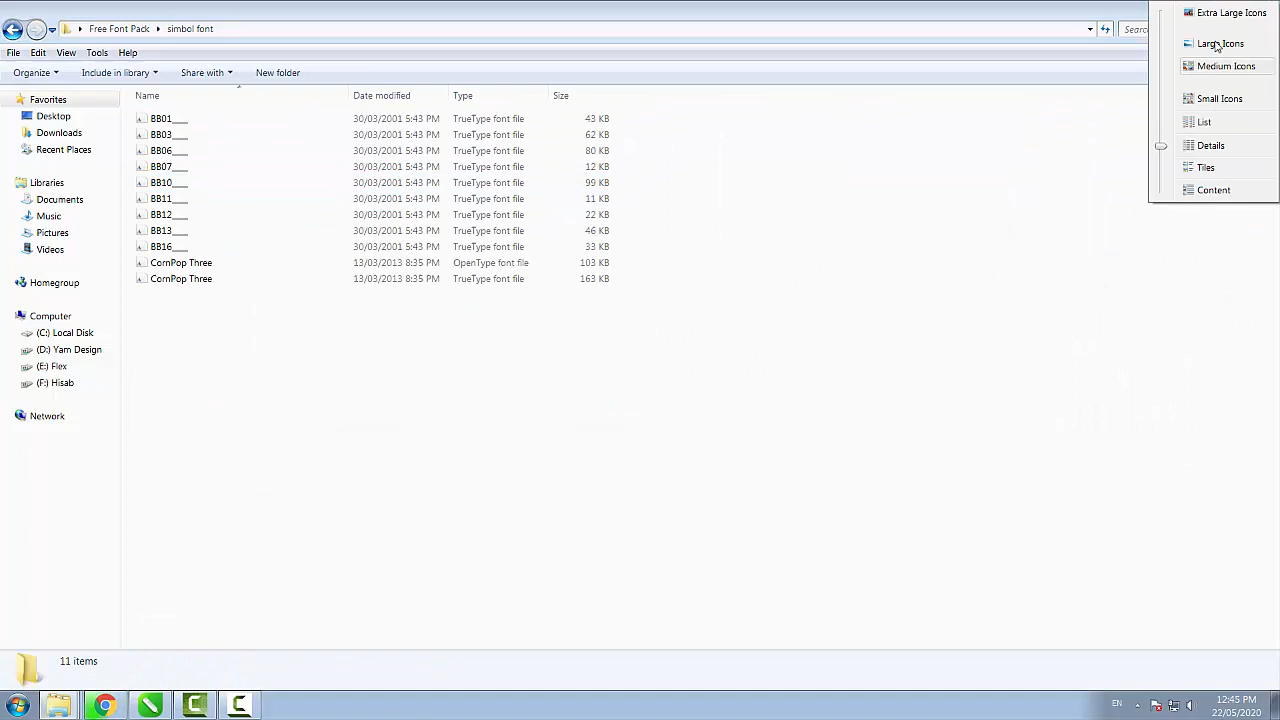 Free Font Pack simbol font Searc
File Edit View Tools Help
Organize Include in library Share with New folder
Name Date modified Type Size
BB01___ 30/03/2001 5:43 PM TrueType font file 43 KB
BB03___ 30/03/2001 5:43 PM TrueType font file 62 KB
BB06___ 30/03/2001 5:43 PM TrueType font file 80 KB
BB07___ 30/03/2001 5:43 PM TrueType font file 12 KB
BB10___ 30/03/2001 5:43 PM TrueType font file 99 KB
BB11___ 30/03/2001 5:43 PM TrueType font file 11 KB
BB12___ 30/03/2001 5:43 PM TrueType font file 22 KB
BB13___ 30/03/2001 5:43 PM TrueType font file 46 KB
BB16___ 30/03/2001 5:43 PM TrueType font file 33 KB
CornPop Three 13/03/2013 8:35 PM OpenType font file 103 KB
CornPop Three 13/03/2013 8:35 PM TrueType font file 163 KB
Favorites
Desktop
Downloads
Recent Places
Libraries
Documents
Music
Pictures
Videos
Homegroup
Computer
(C:) Local Disk
(D:) Yarn Design
(E:) Flex
(F:) Hisab
Network
Extra Large Icons
Large Icons
Medium Icons
Small Icons
List
Details
Tiles
Content
11 items
EN
12:45 PM
22/05/2020